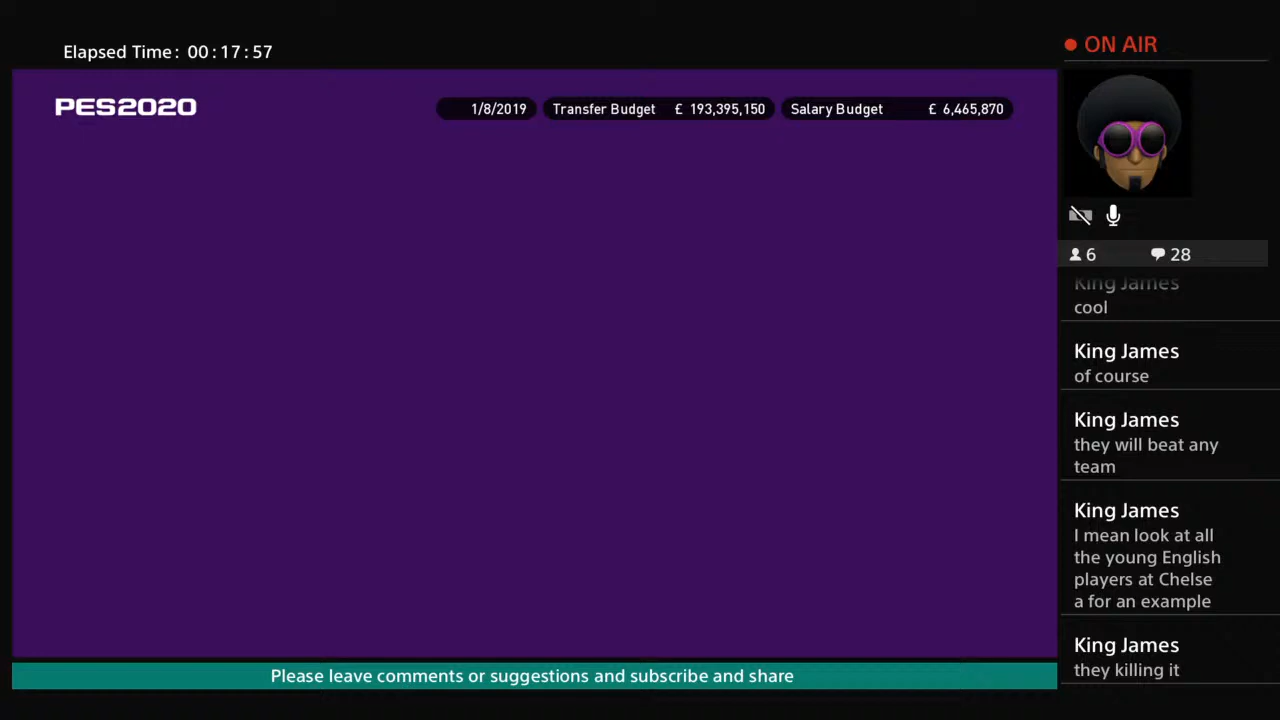 Elapsed Time: 00:17:57
ON AIR
PES2020
1/8/2019 Transfer Budget £ 193,395,150 Salary Budget £ 6,465,870
6 28
King James
cool
King James
of course
King James
they will beat any
team
King James
I mean look at all
the young English
players at Chelse
a for an example
King James
they killing it
Please leave comments or suggestions and subscribe and share